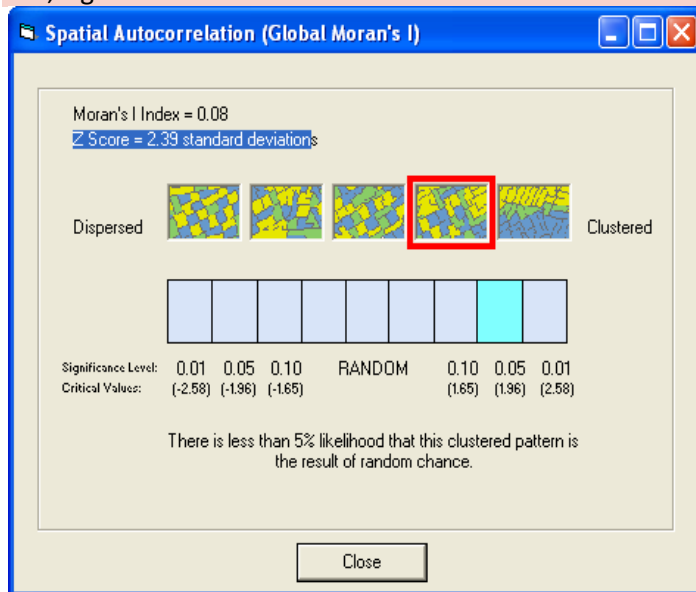 Spatial Autocorrelation (Global Moran's I)
Moran's I Index = 0.08
Z Score = 2.39 standard deviations
Dispersed
Clustered
Significance Level: 0.01 0.05 0.10 RANDOM 0.10 0.05 0.01
Critical Values: (-2.58) (-1.96) (-1.65) (1.65) (1.96) (2.58)
There is less than 5% likelihood that this clustered pattern is
the result of random chance.
Close